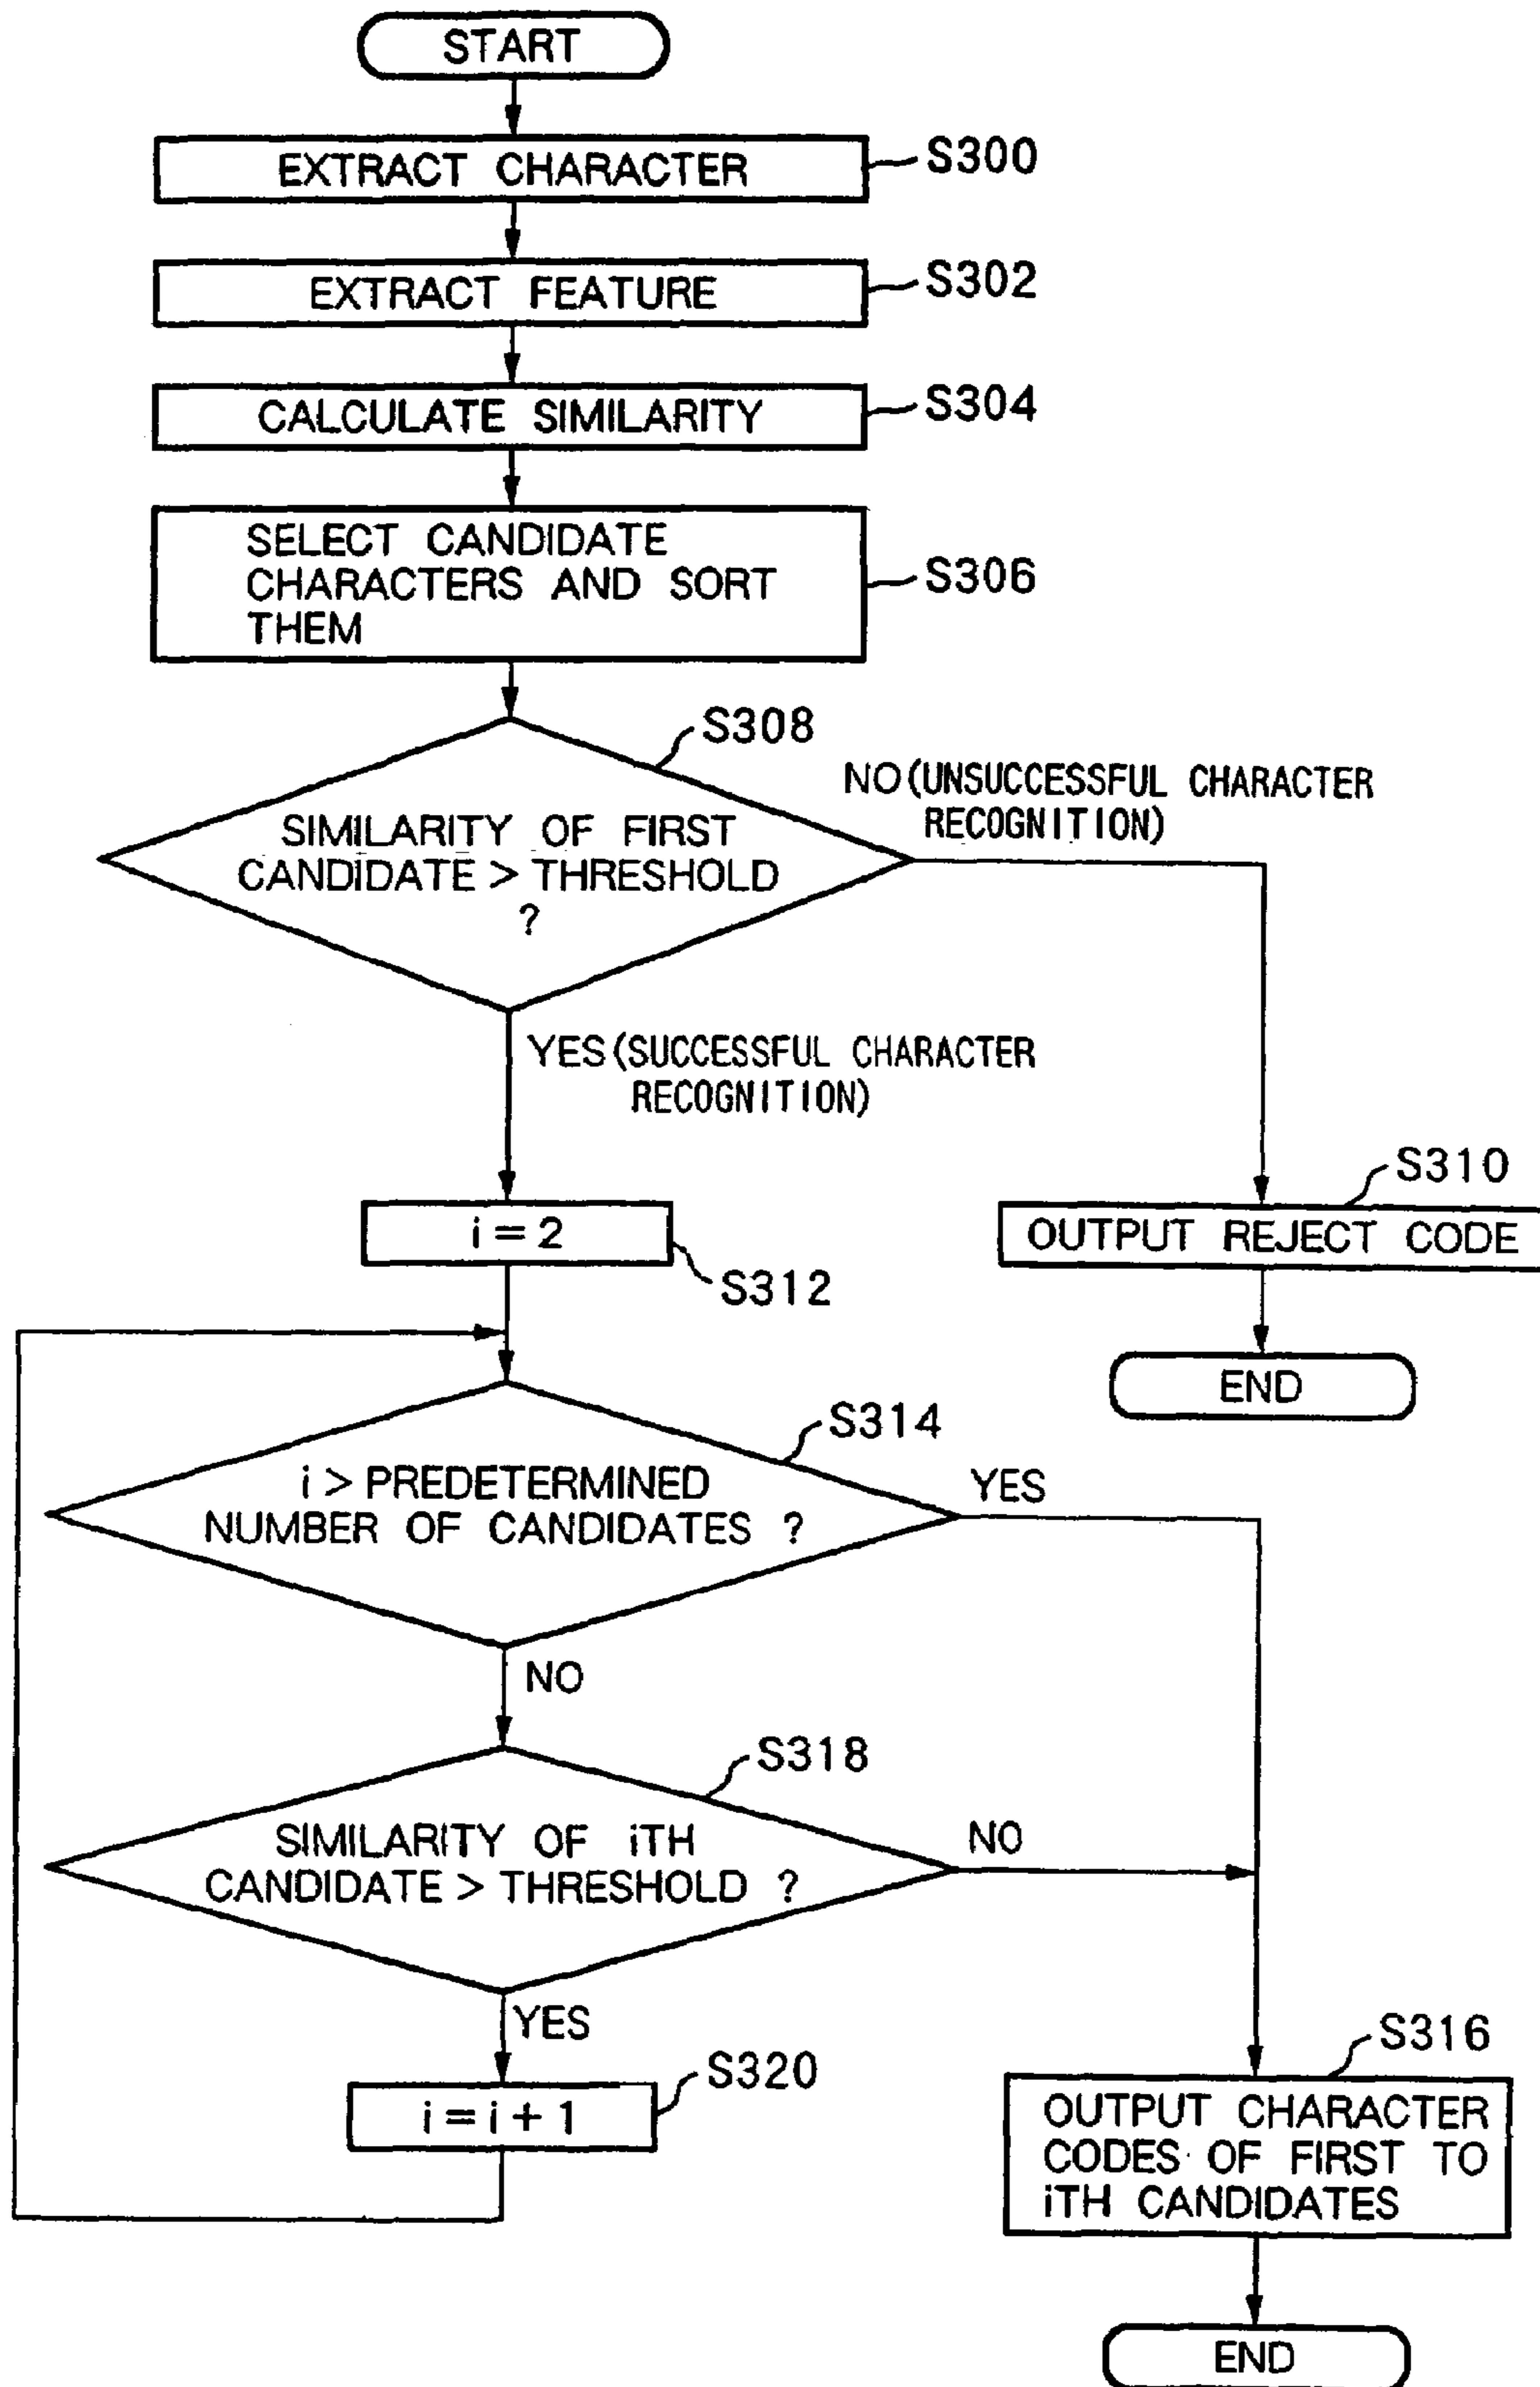 START
EXTRACT CHARACTER
S300
EXTRACT FEATURE
S302
CALCULATE SIMILARITY
S304
SELECT CANDIDATE
CHARACTERS AND SORT
THEM
S306
S308
SIMILARITY OF FIRST
CANDIDATE > THRESHOLD
?
NO (UNSUCCESSFUL CHARACTER
RECOGNITION)
YES (SUCCESSFUL CHARACTER
RECOGNITION)
S310
OUTPUT REJECT CODE
END
i = 2
S312
S314
i > PREDETERMINED
NUMBER OF CANDIDATES ?
YES
NO
S318
SIMILARITY OF iTH
CANDIDATE > THRESHOLD ?
NO
YES
S320
i = i + 1
S316
OUTPUT CHARACTER
CODES OF FIRST TO
iTH CANDIDATES
END